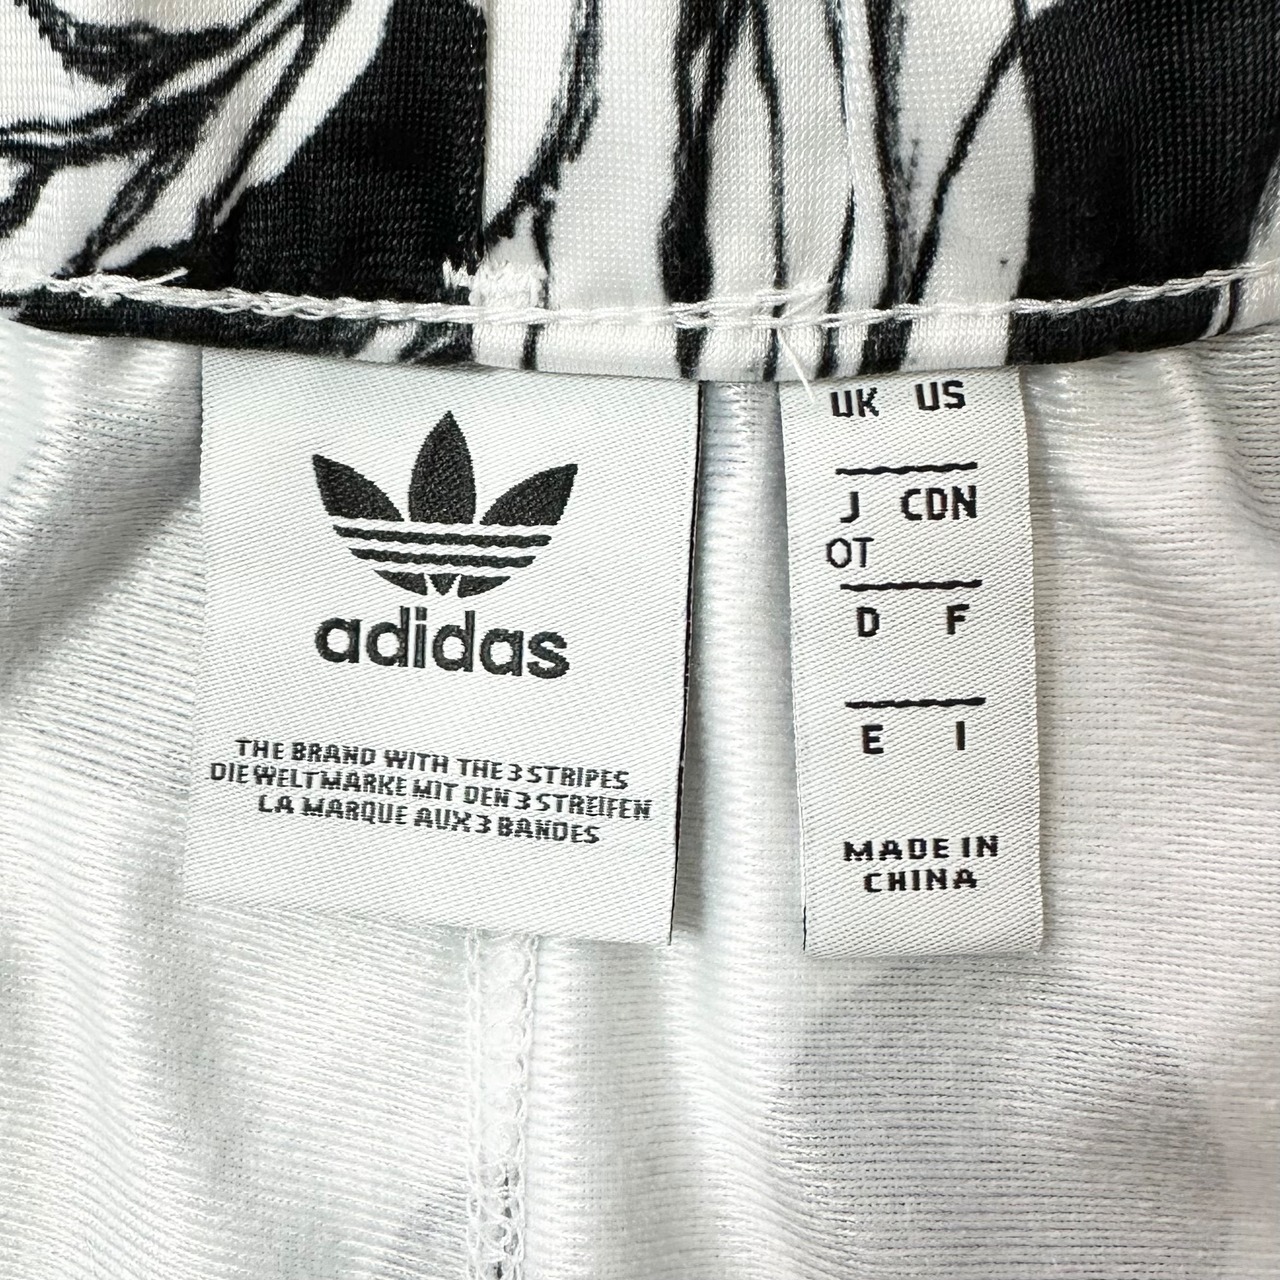 adidas
THE BRAND WITH THE 3 STRIPES
DIE WELTMARKE MIT DEN 3 STREIFEN
LA MARQUE AUX 3 BANDES
UK US
J CDN
OT
D F
E I
MADE IN
CHINA